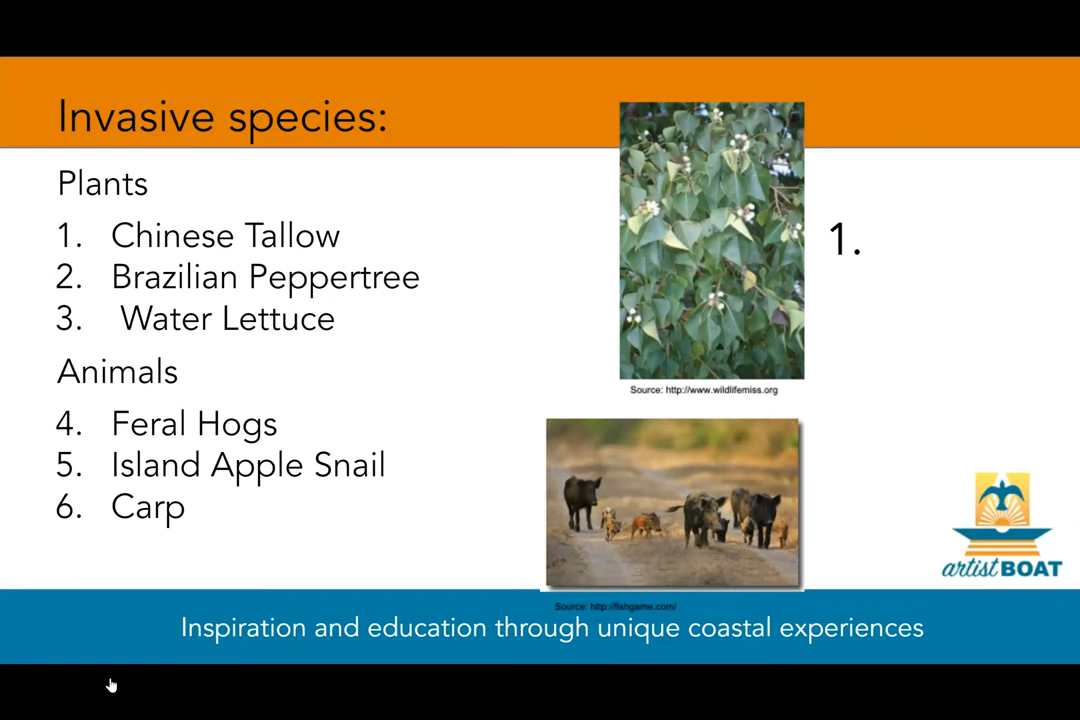 Invasive species:
Plants
1. Chinese Tallow
2. Brazilian Peppertree
3. Water Lettuce
Animals
4. Feral Hogs
5. Island Apple Snail
6. Carp
1.
Source: http://www.wildlifemiss.org
Source: http://fishgame.com/
artist BOAT
Inspiration and education through unique coastal experiences